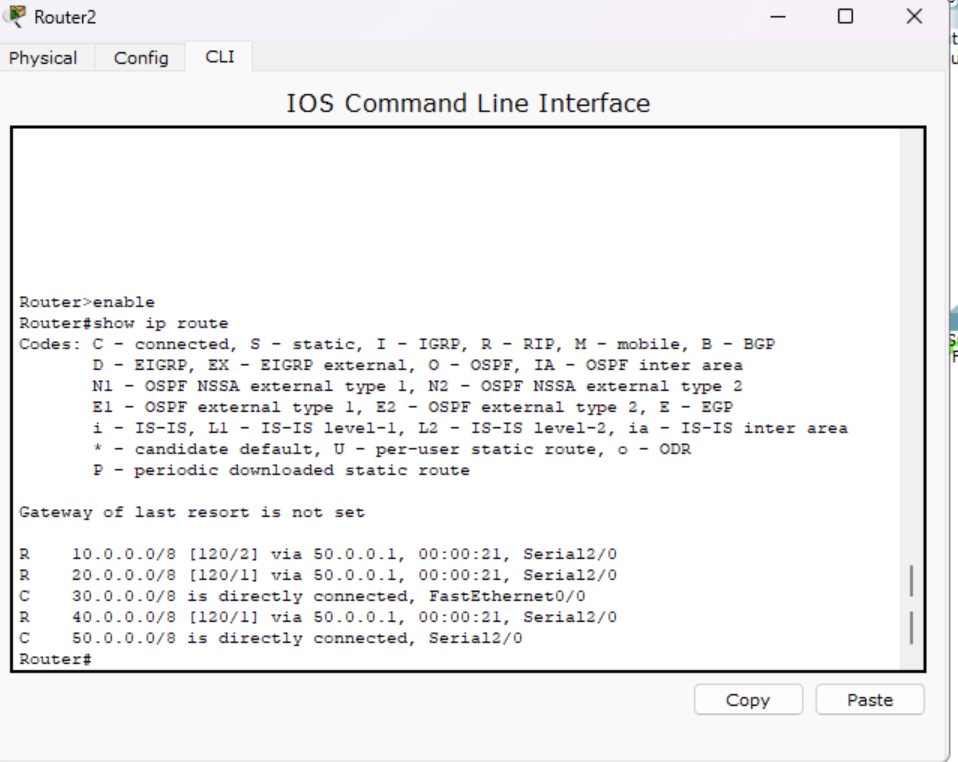 Router2
Physical Config CLI
IOS Command Line Interface
Router>enable
Router#show ip route
Codes: C - connected, S - static, I - IGRP, R - RIP, M - mobile, B - BGP
       D - EIGRP, EX - EIGRP external, O - OSPF, IA - OSPF inter area
       N1 - OSPF NSSA external type 1, N2 - OSPF NSSA external type 2
       E1 - OSPF external type 1, E2 - OSPF external type 2, E - EGP
       i - IS-IS, L1 - IS-IS level-1, L2 - IS-IS level-2, ia - IS-IS inter area
       * - candidate default, U - per-user static route, o - ODR
       P - periodic downloaded static route
Gateway of last resort is not set
R    10.0.0.0/8 [120/2] via 50.0.0.1, 00:00:21, Serial2/0
R    20.0.0.0/8 [120/1] via 50.0.0.1, 00:00:21, Serial2/0
C    30.0.0.0/8 is directly connected, FastEthernet0/0
R    40.0.0.0/8 [120/1] via 50.0.0.1, 00:00:21, Serial2/0
C    50.0.0.0/8 is directly connected, Serial2/0
Router#
Copy Paste